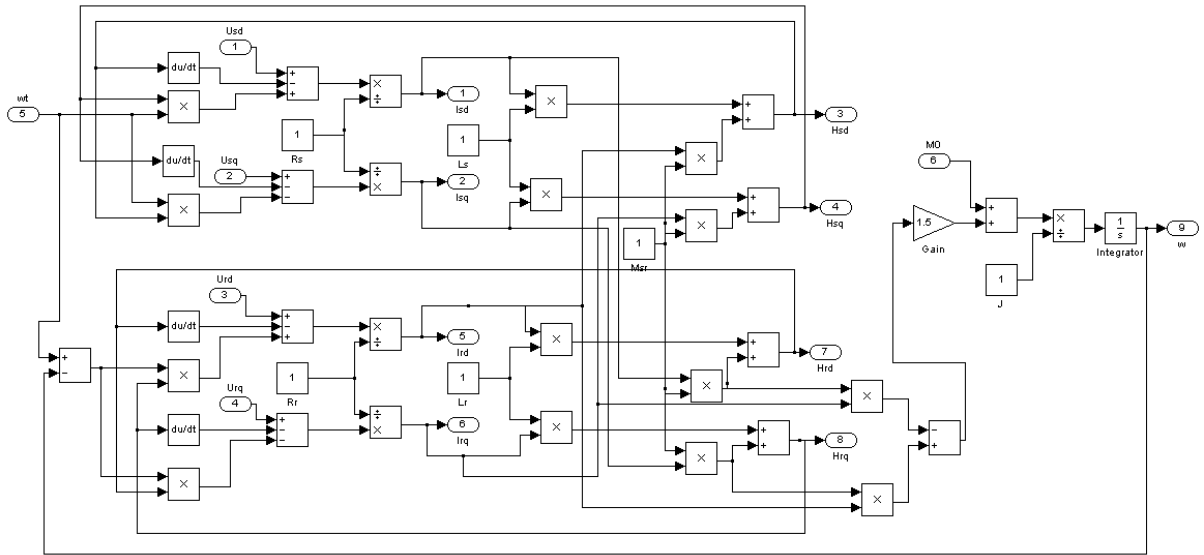 Usd
1
du/dt
+
−
+
×
÷
wt
5
×
1
Isd
×
+
+
3
Hsd
1
Rs
1
Ls
Usq
2
du/dt
+
−
−
÷
×
2
Isq
×
×
×
+
+
4
Hsq
×
1
Msr
M0
6
1.5
Gain
+
+
×
÷
1
s
Integrator
9
w
1
J
Urd
3
du/dt
+
−
+
×
÷
5
Ird
×
+
+
7
Hrd
+
−
×
1
Rr
1
Lr
×
×
Urq
4
du/dt
+
−
−
÷
×
6
Irq
×
+
+
8
Hrq
−
+
×
×
×